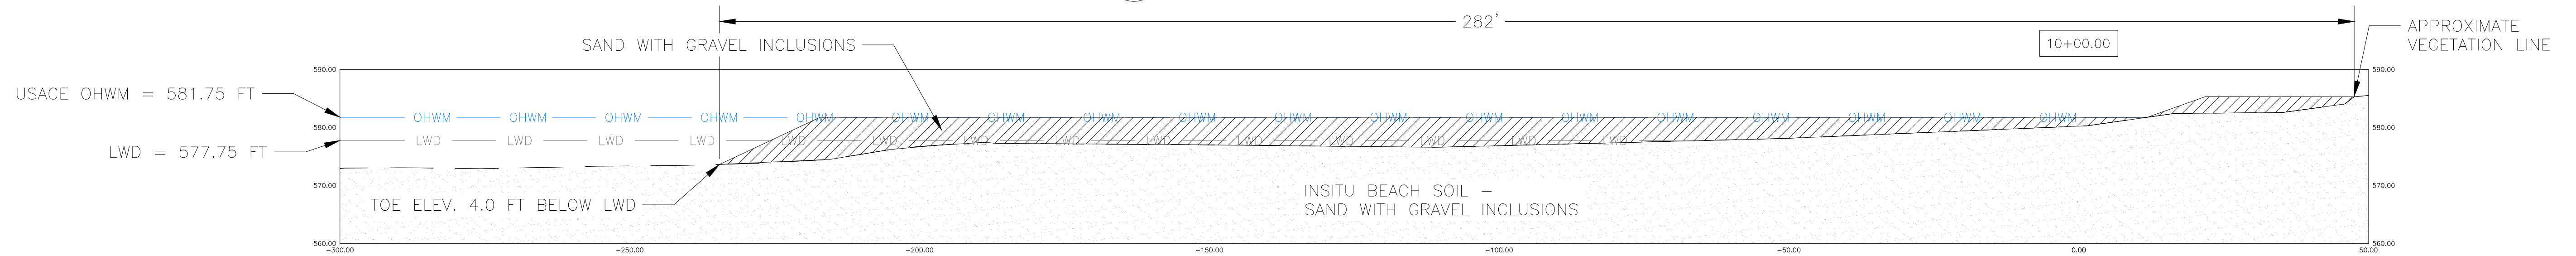 282'
SAND WITH GRAVEL INCLUSIONS
10+00.00
APPROXIMATE
VEGETATION LINE
590.00
590.00
USACE OHWM = 581.75 FT
OHWM OHWM OHWM OHWM OHWM OHWM OHWM OHWM OHWM OHWM OHWM OHWM OHWM OHWM OHWM OHWM OHWM OHWM
580.00
580.00
LWD = 577.75 FT
LWD LWD LWD LWD LWD LWD LWD LWD LWD LWD LWD LWD LWD LWD
570.00
570.00
TOE ELEV. 4.0 FT BELOW LWD
INSITU BEACH SOIL –
SAND WITH GRAVEL INCLUSIONS
560.00
560.00
−300.00 −250.00 −200.00 −150.00 −100.00 −50.00 0.00 50.00